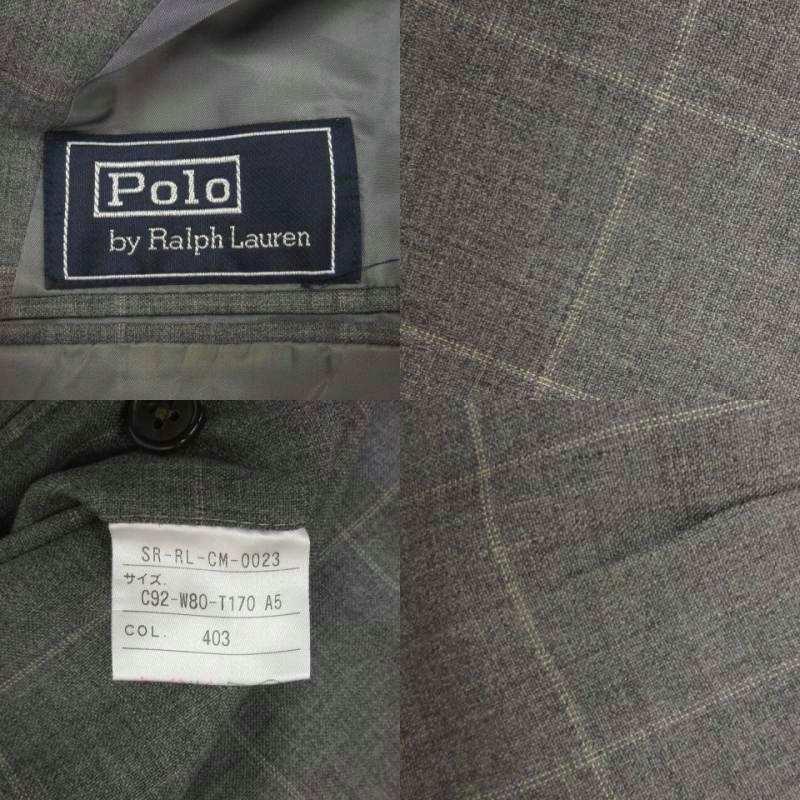 Polo
by Ralph Lauren
SR-RL-CM-0023
サイズ.
C92-W80-T170 A5
COL. 403